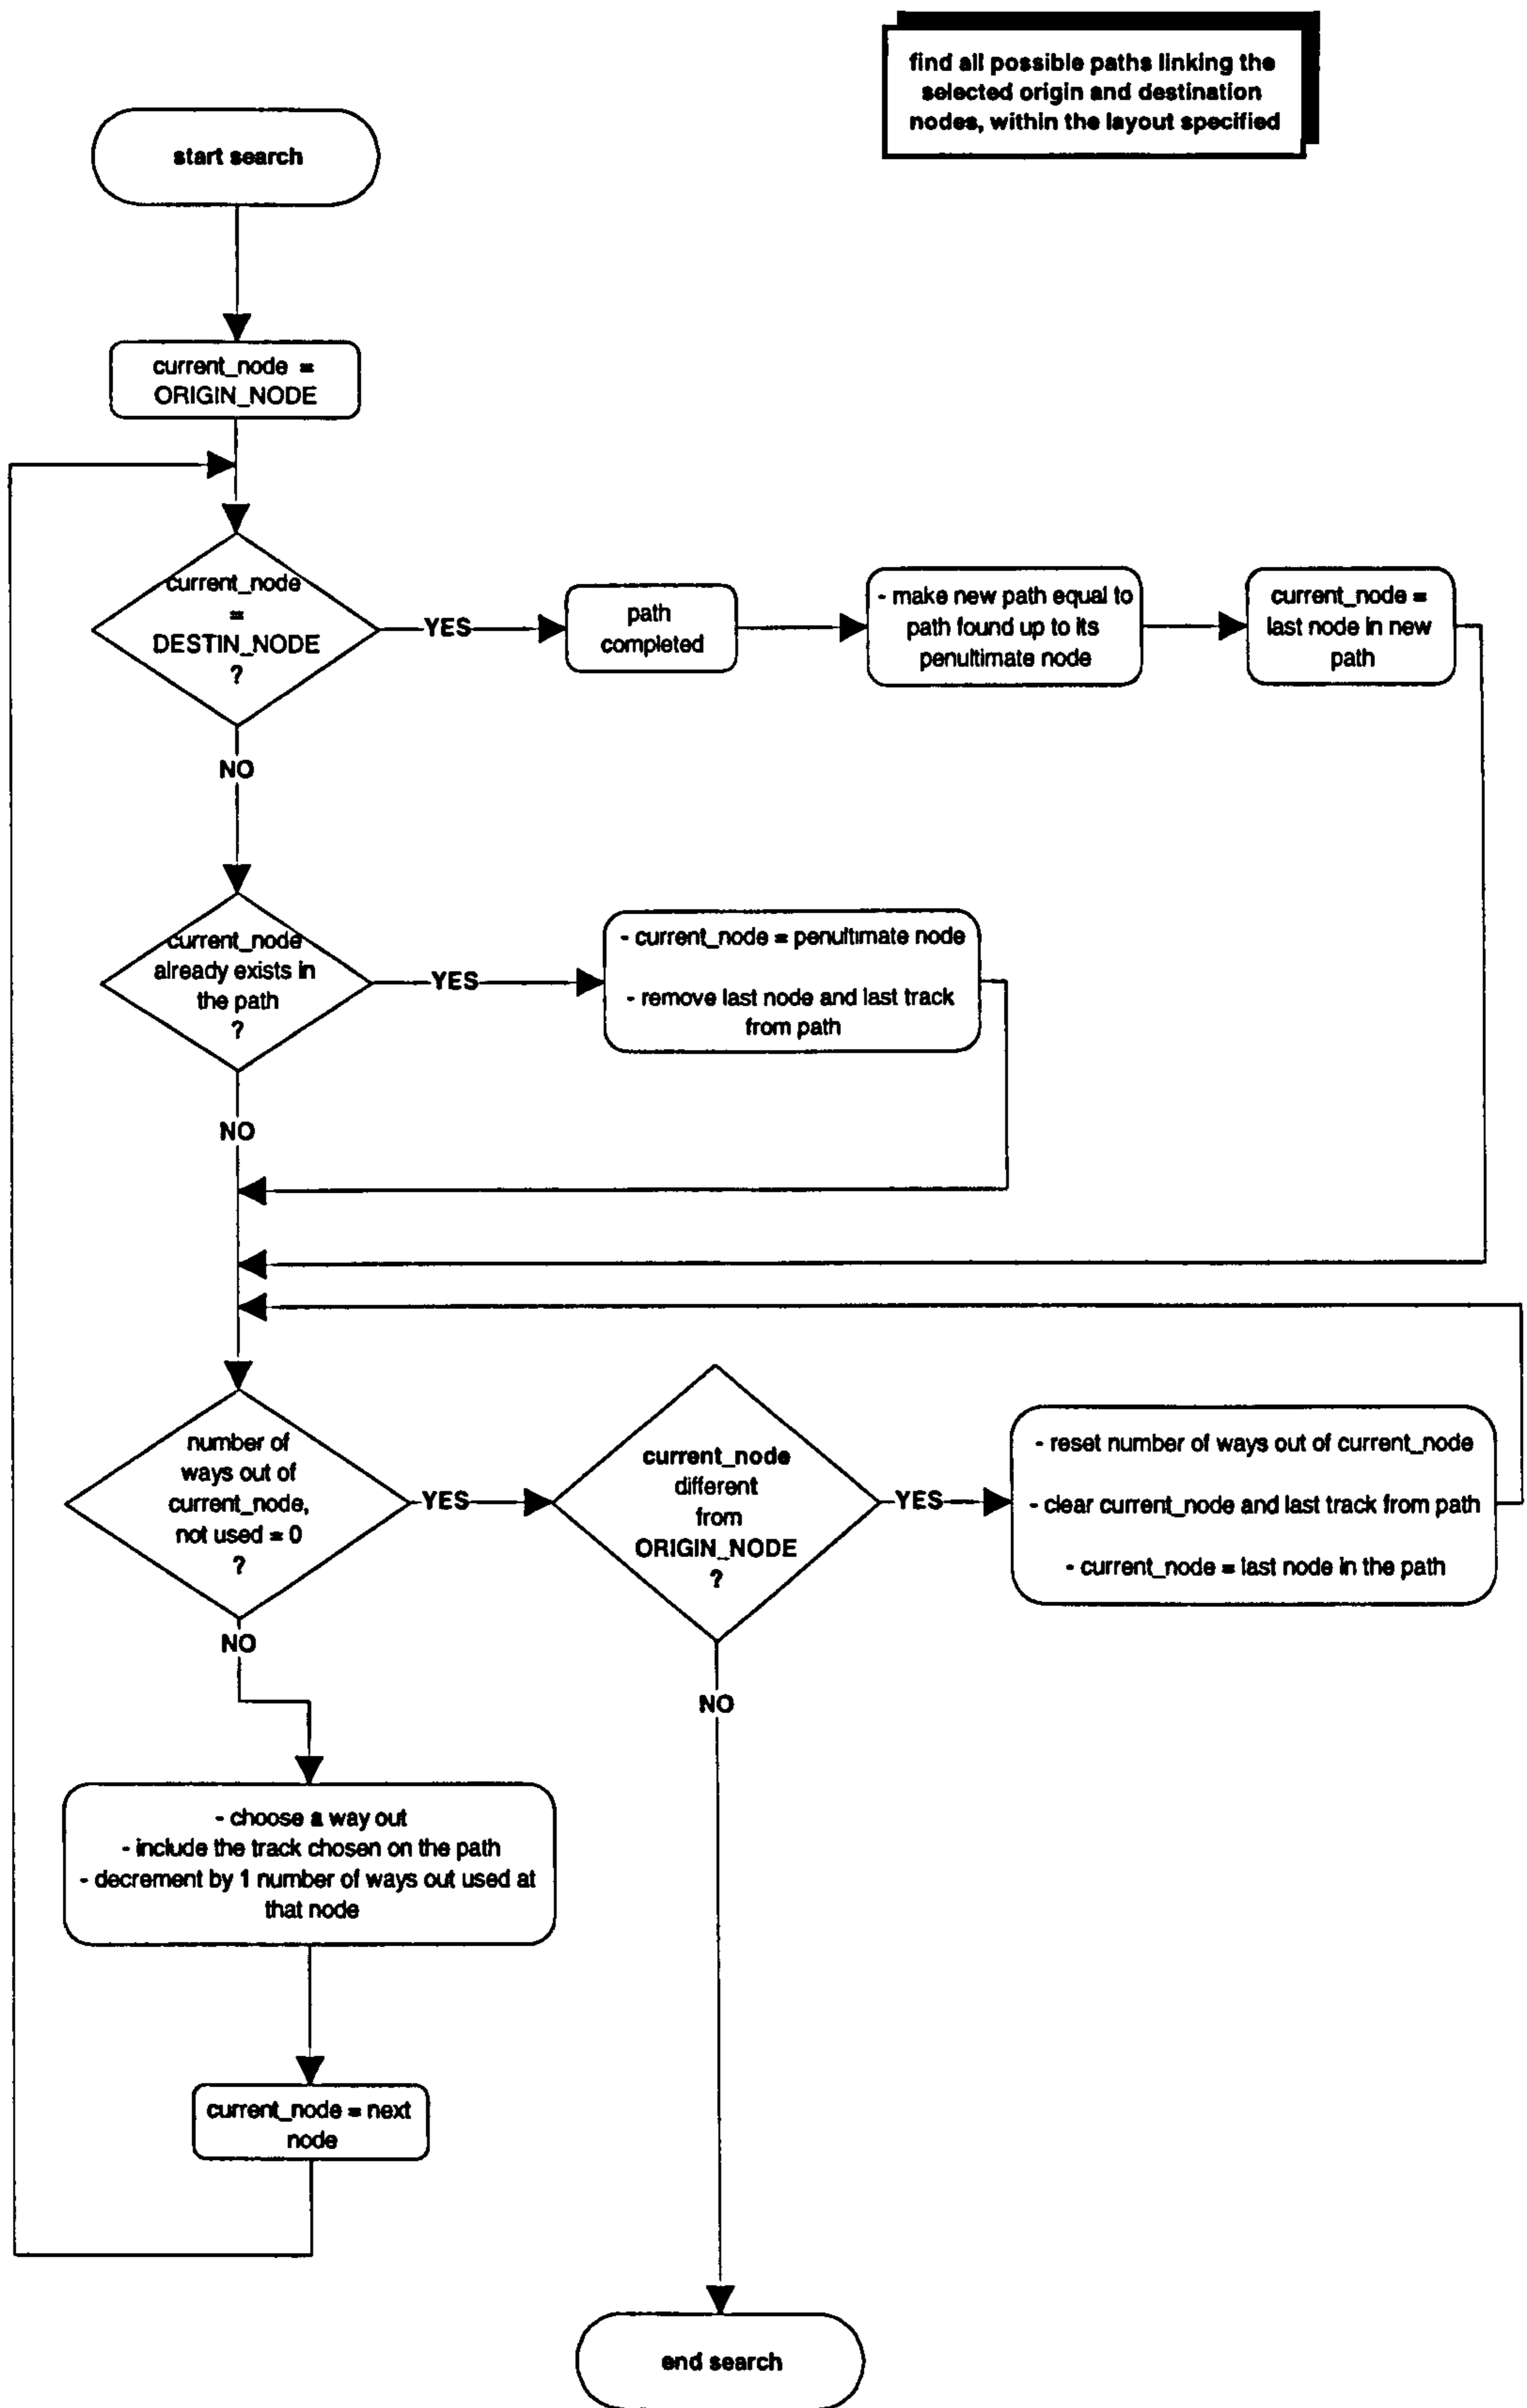 find all possible paths linking the
selected origin and destination
nodes, within the layout specified
start search
current_node =
ORIGIN_NODE
current_node
=
DESTIN_NODE
?
YES
path
completed
- make new path equal to
path found up to its
penultimate node
current_node =
last node in new
path
NO
current_node
already exists in
the path
?
YES
- current_node = penultimate node
- remove last node and last track
from path
NO
number of
ways out of
current_node,
not used = 0
?
YES
current_node
different
from
ORIGIN_NODE
?
YES
- reset number of ways out of current_node
- clear current_node and last track from path
- current_node = last node in the path
NO
NO
- choose a way out
- include the track chosen on the path
- decrement by 1 number of ways out used at
that node
current_node = next
node
end search